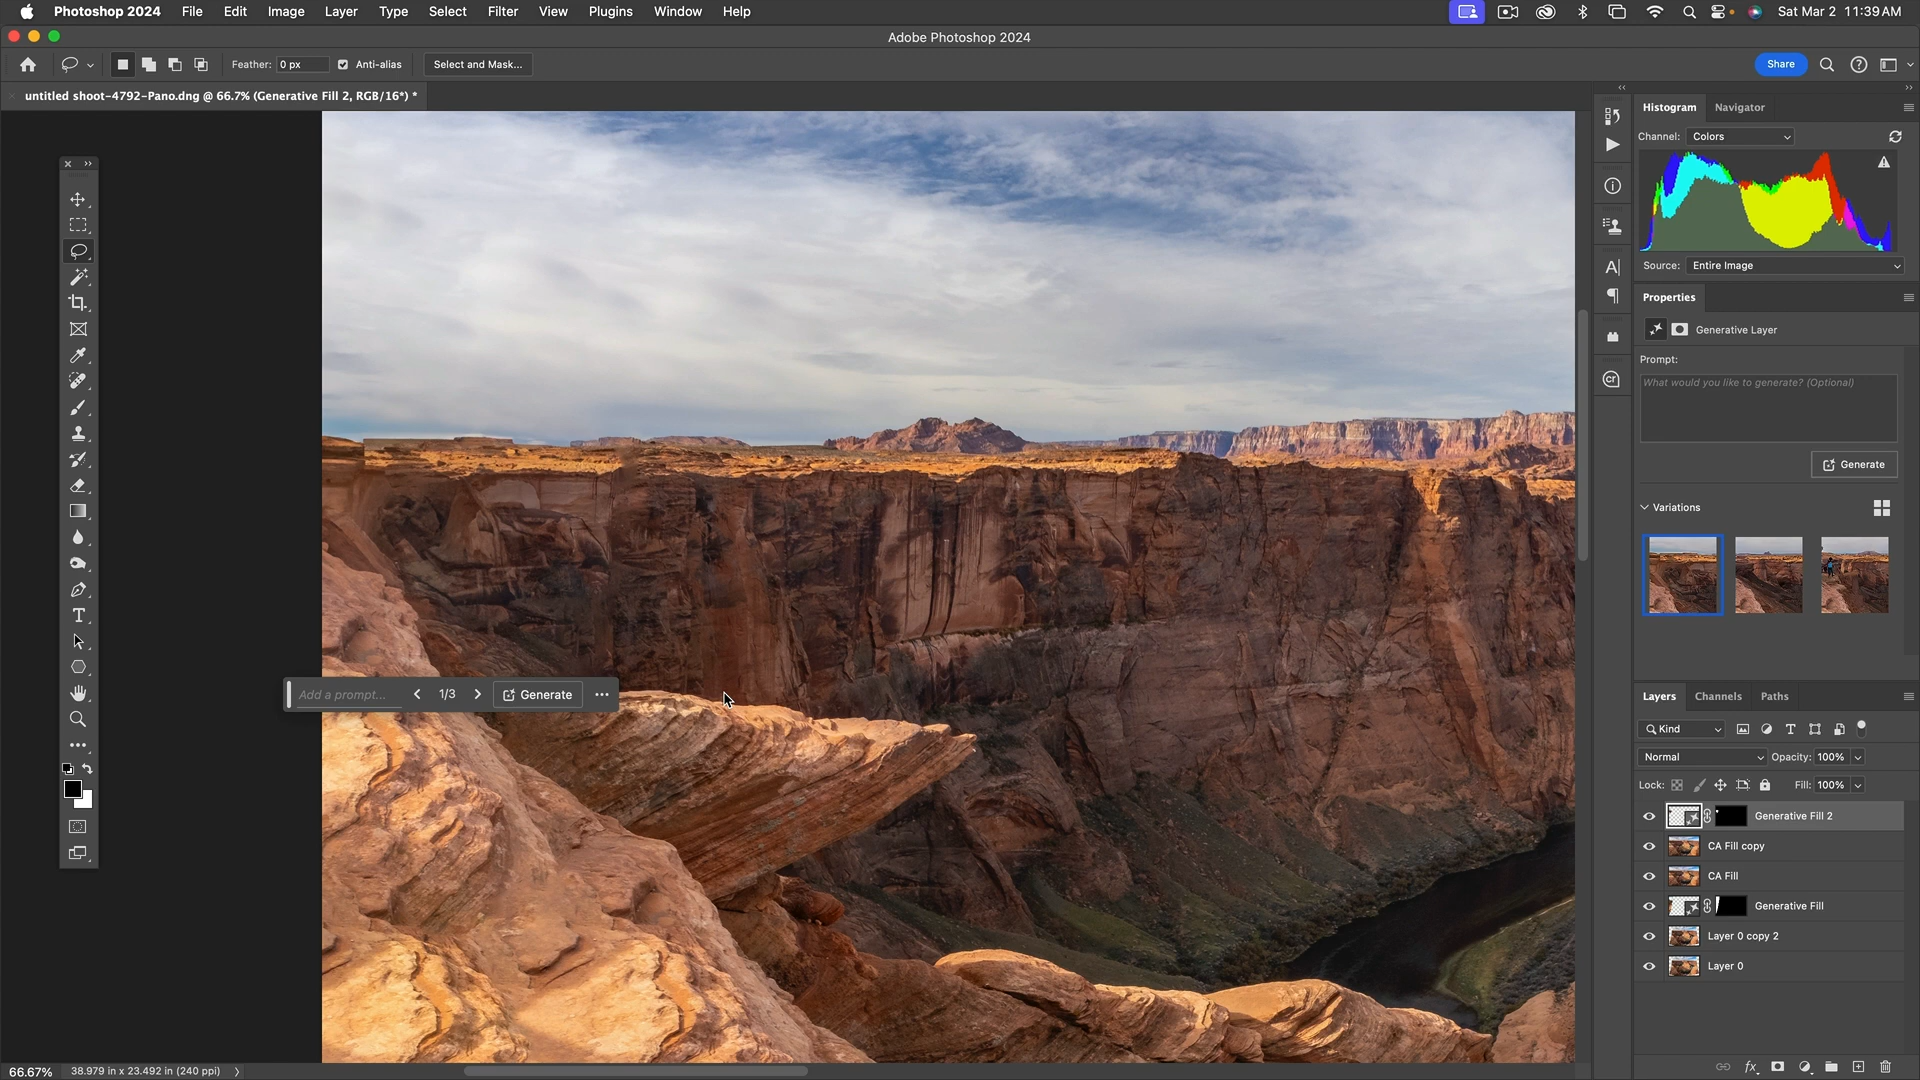 Photoshop 2024 File Edit Image Layer Type Select Filter View Plugins Window Help Sat Mar 2 11:39 AM
Adobe Photoshop 2024
Feather: 0 px Anti-alias Select and Mask... Share
untitled shoot-4792-Pano.dng @ 66.7% (Generative Fill 2, RGB/16*) *
Histogram Navigator
Channel: Colors
Source: Entire Image
Properties
Generative Layer
Prompt:
What would you like to generate? (Optional)
Generate
Variations
Add a prompt... 1/3 Generate
Layers Channels Paths
Kind
Normal Opacity: 100%
Lock: Fill: 100%
Generative Fill 2
CA Fill copy
CA Fill
Generative Fill
Layer 0 copy 2
Layer 0
66.67% 38.979 in x 23.492 in (240 ppi)